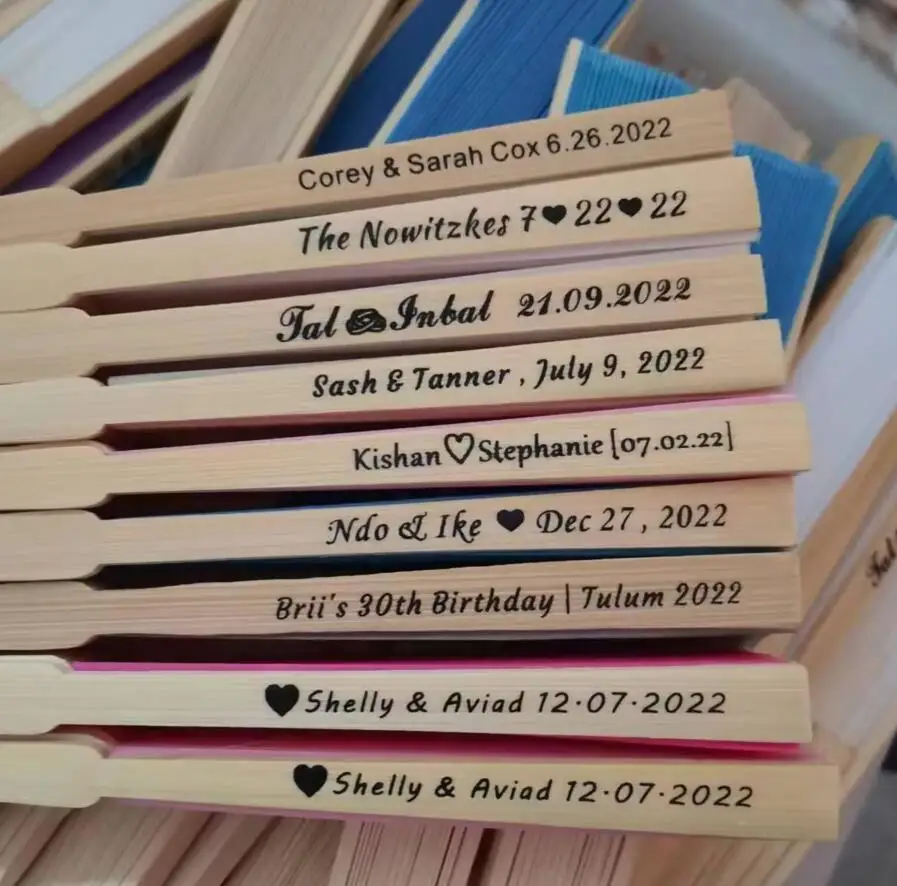 Corey & Sarah Cox 6.26.2022
The Nowitzkes 7♥22♥22
Tal Inbal 21.09.2022
Sash & Tanner , July 9, 2022
Kishan♡Stephanie [07.02.22]
Ndo & Ike ♥ Dec 27, 2022
Brii's 30th Birthday | Tulum 2022
♥Shelly & Aviad 12·07·2022
♥Shelly & Aviad 12·07·2022